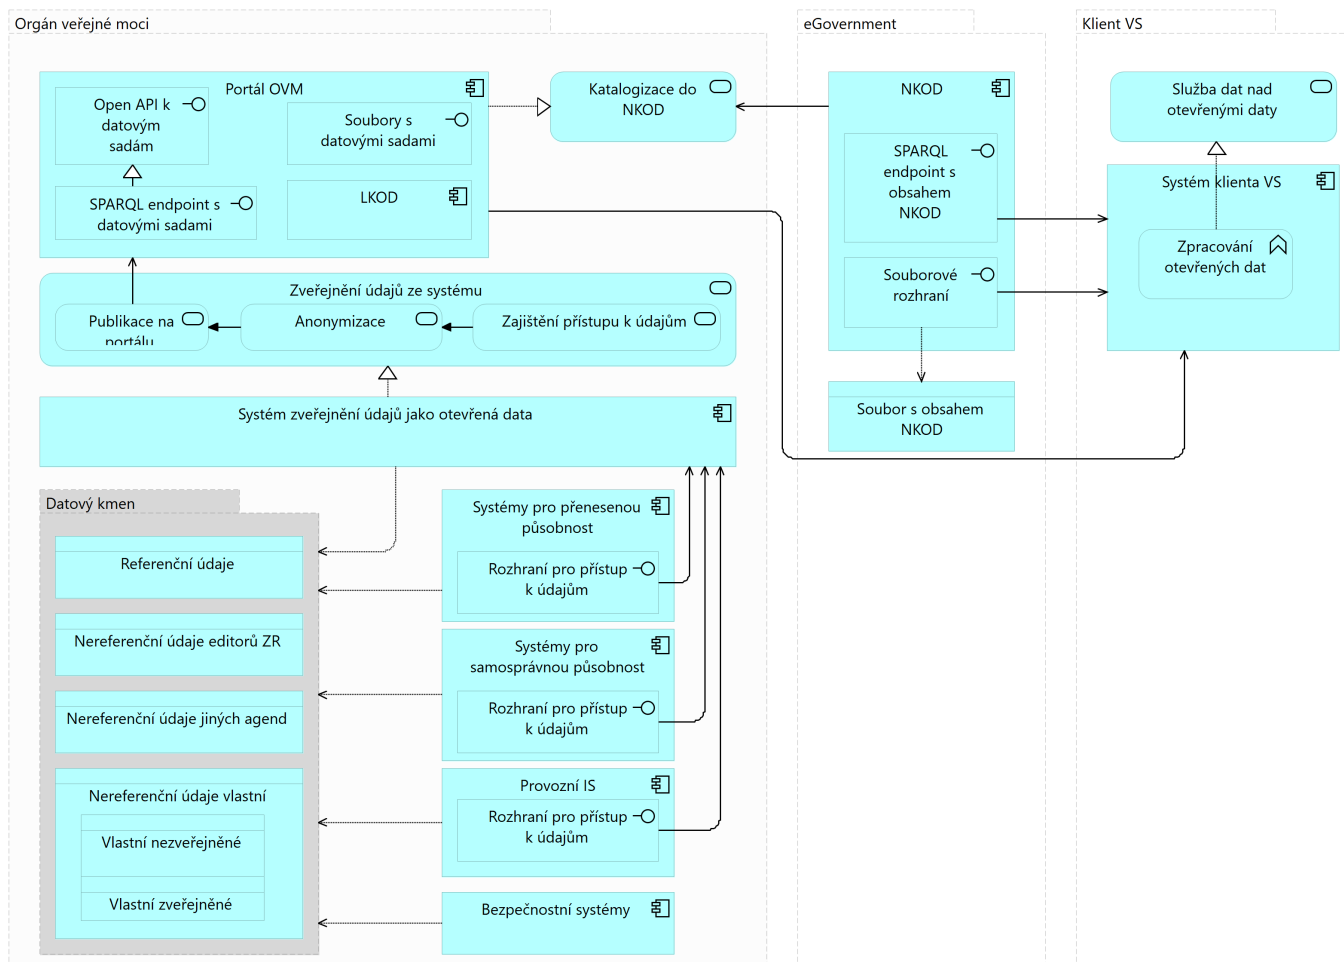 Orgán veřejné moci
Portál OVM
Open API k
datovým
sadám
Soubory s
datovými sadami
SPARQL endpoint s
datovými sadami
LKOD
Katalogizace do
NKOD
Zveřejnění údajů ze systému
Publikace na
portálu
Anonymizace
Zajištění přístupu k údajům
Systém zveřejnění údajů jako otevřená data
Datový kmen
Referenční údaje
Nereferenční údaje editorů ZR
Nereferenční údaje jiných agend
Nereferenční údaje vlastní
Vlastní nezveřejněné
Vlastní zveřejněné
Systémy pro přenesenou
působnost
Rozhraní pro přístup
k údajům
Systémy pro
samosprávnou působnost
Rozhraní pro přístup
k údajům
Provozní IS
Rozhraní pro přístup
k údajům
Bezpečnostní systémy
eGovernment
NKOD
SPARQL
endpoint s
obsahem
NKOD
Souborové
rozhraní
Soubor s obsahem
NKOD
Klient VS
Služba dat nad
otevřenými daty
Systém klienta VS
Zpracování
otevřených dat